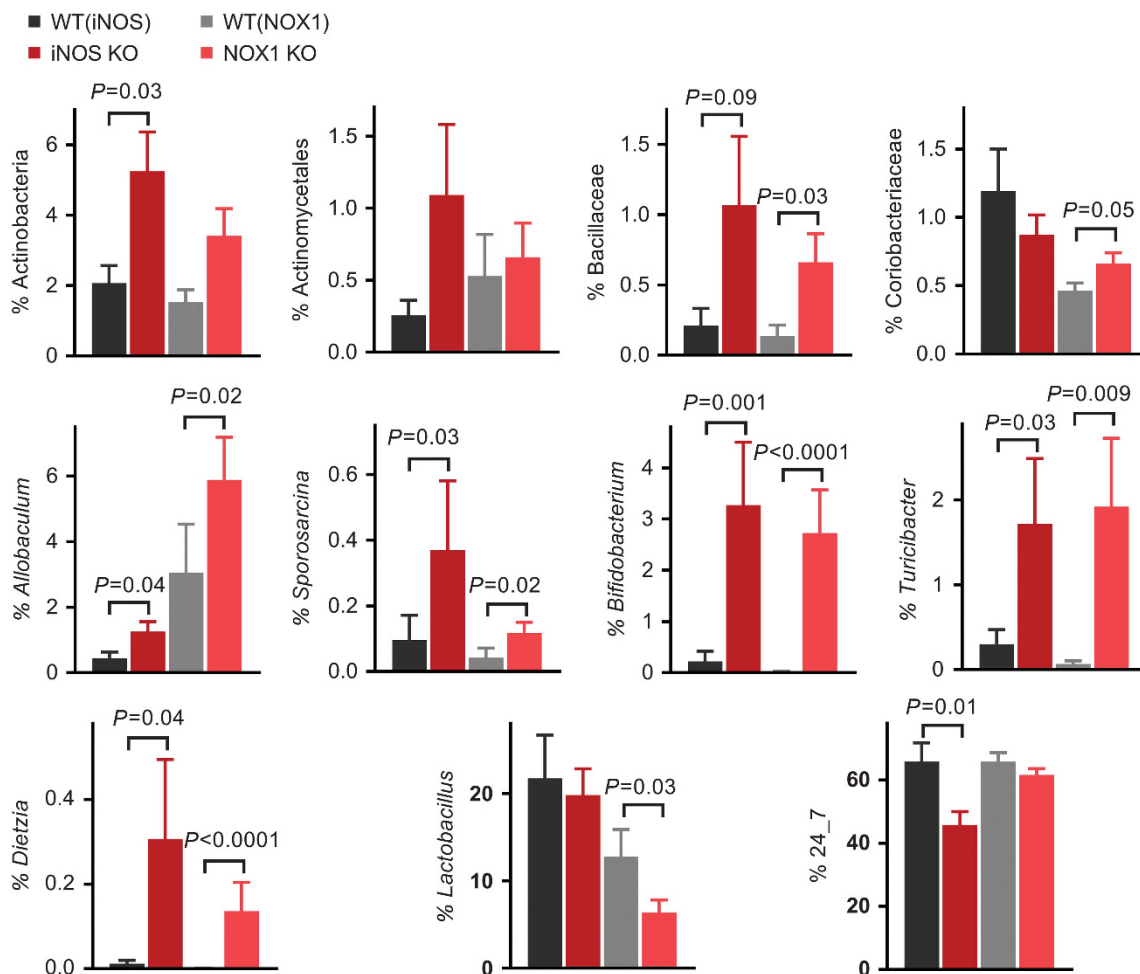 WT(iNOS) WT(NOX1)
iNOS KO NOX1 KO
% Actinobacteria
P=0.03
6
4
2
0
% Actinomycetales
1.5
1.0
0.5
0.0
% Bacillaceae
P=0.09
P=0.03
1.5
1.0
0.5
0.0
% Coriobacteriaceae
P=0.05
1.5
1.0
0.5
0.0
% Allobaculum
P=0.02
P=0.04
6
4
2
0
% Sporosarcina
P=0.03
P=0.02
0.6
0.4
0.2
0.0
% Bifidobacterium
P=0.001
P<0.0001
4
3
2
1
0
% Turicibacter
P=0.009
P=0.03
2
1
0
% Dietzia
P=0.04
P<0.0001
0.4
0.2
0.0
% Lactobacillus
P=0.03
20
10
0
% 24_7
P=0.01
60
40
20
0